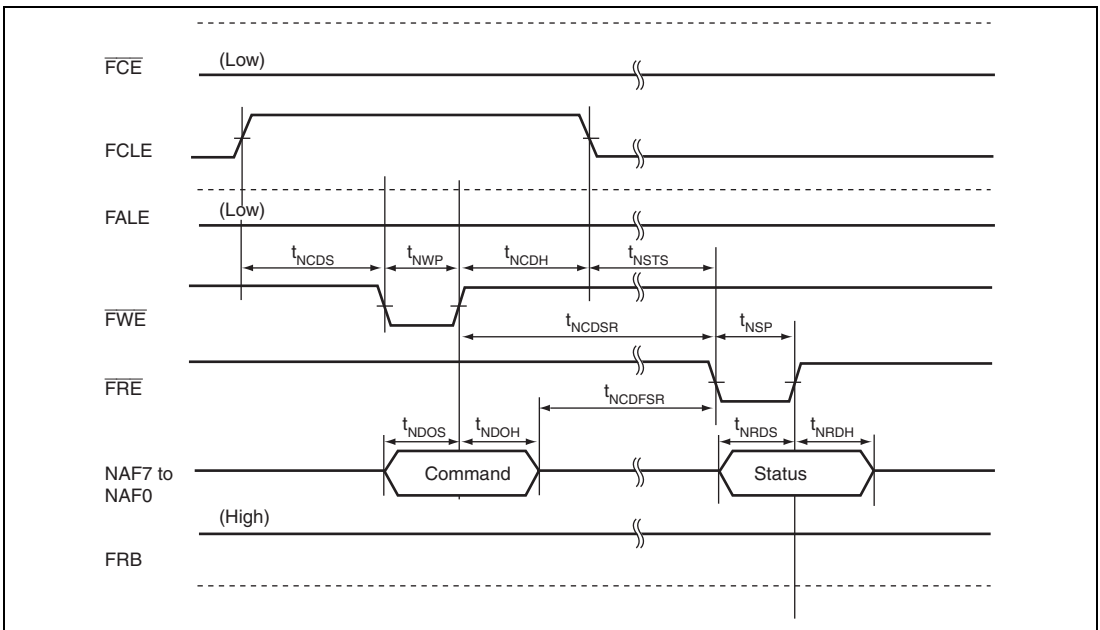 FCE
(Low)
FCLE
FALE
(Low)
tNCDS
tNWP
tNCDH
tNSTS
FWE
tNCDSR
tNSP
FRE
tNCDFSR
tNDOS
tNDOH
tNRDS
tNRDH
NAF7 to
NAF0
Command
Status
(High)
FRB